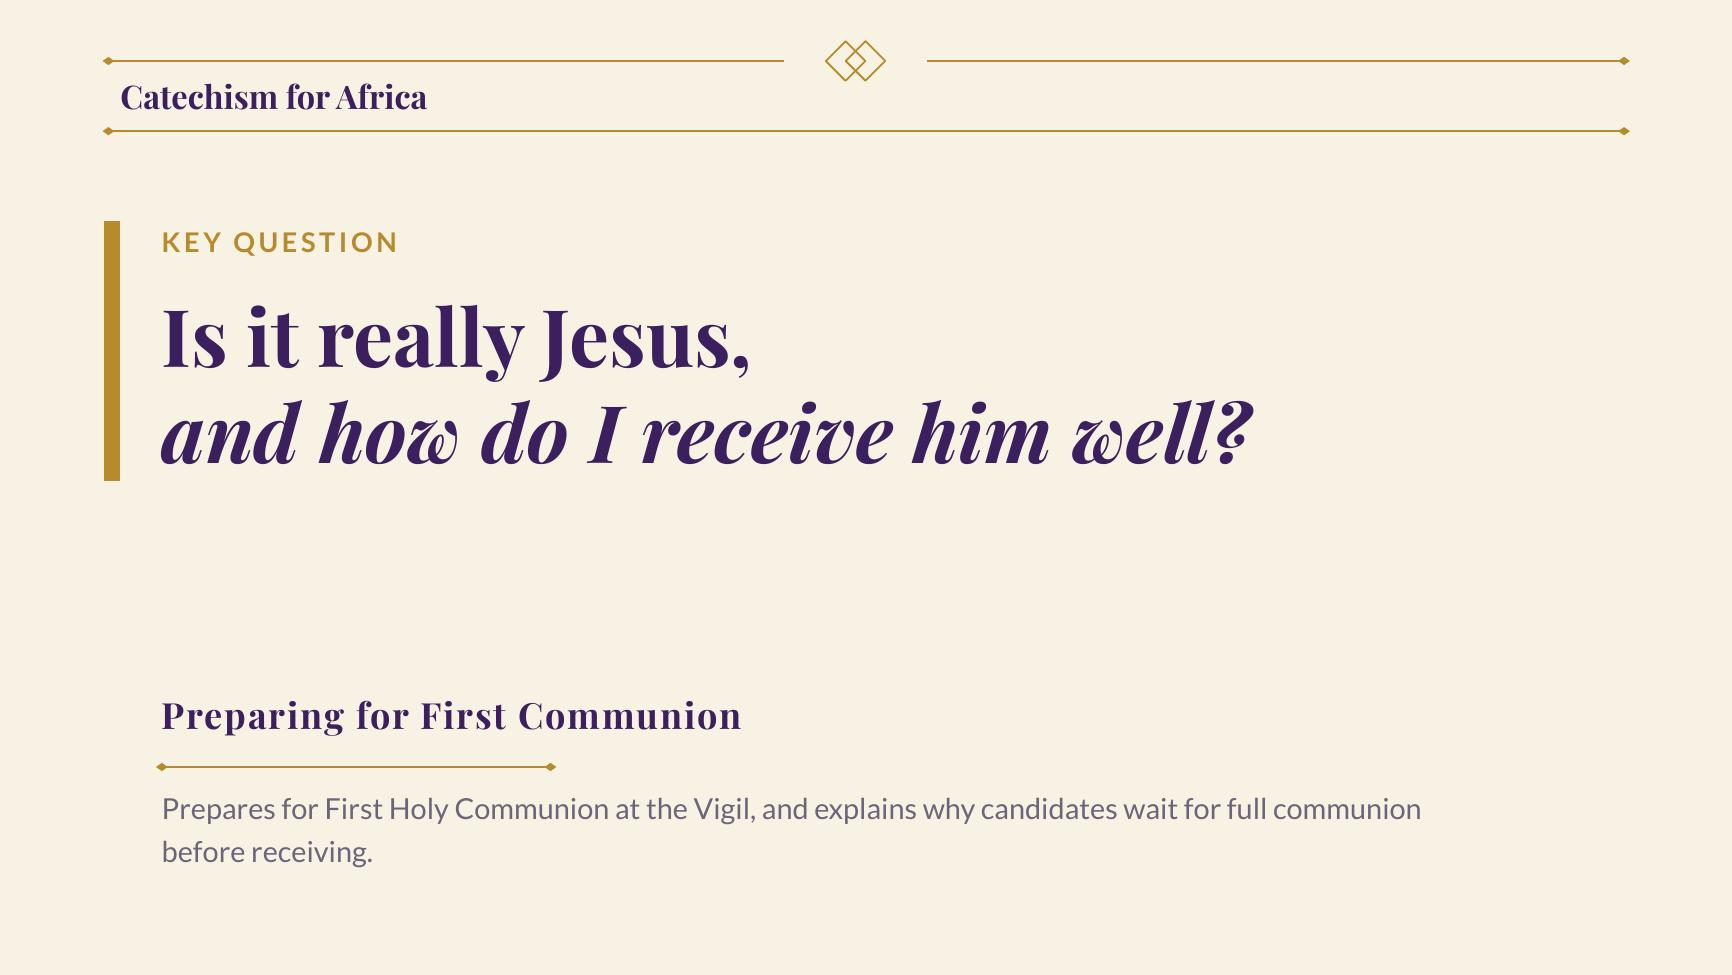 Catechism for Africa
KEY QUESTION
Is it really Jesus,
and how do I receive him well?
Preparing for First Communion
Prepares for First Holy Communion at the Vigil, and explains why candidates wait for full communion
before receiving.